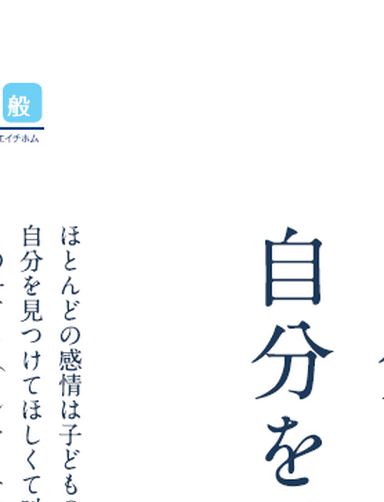 自分を
般
エイチホム
ほとんどの感情は子ども
自分を見つけてほしくて